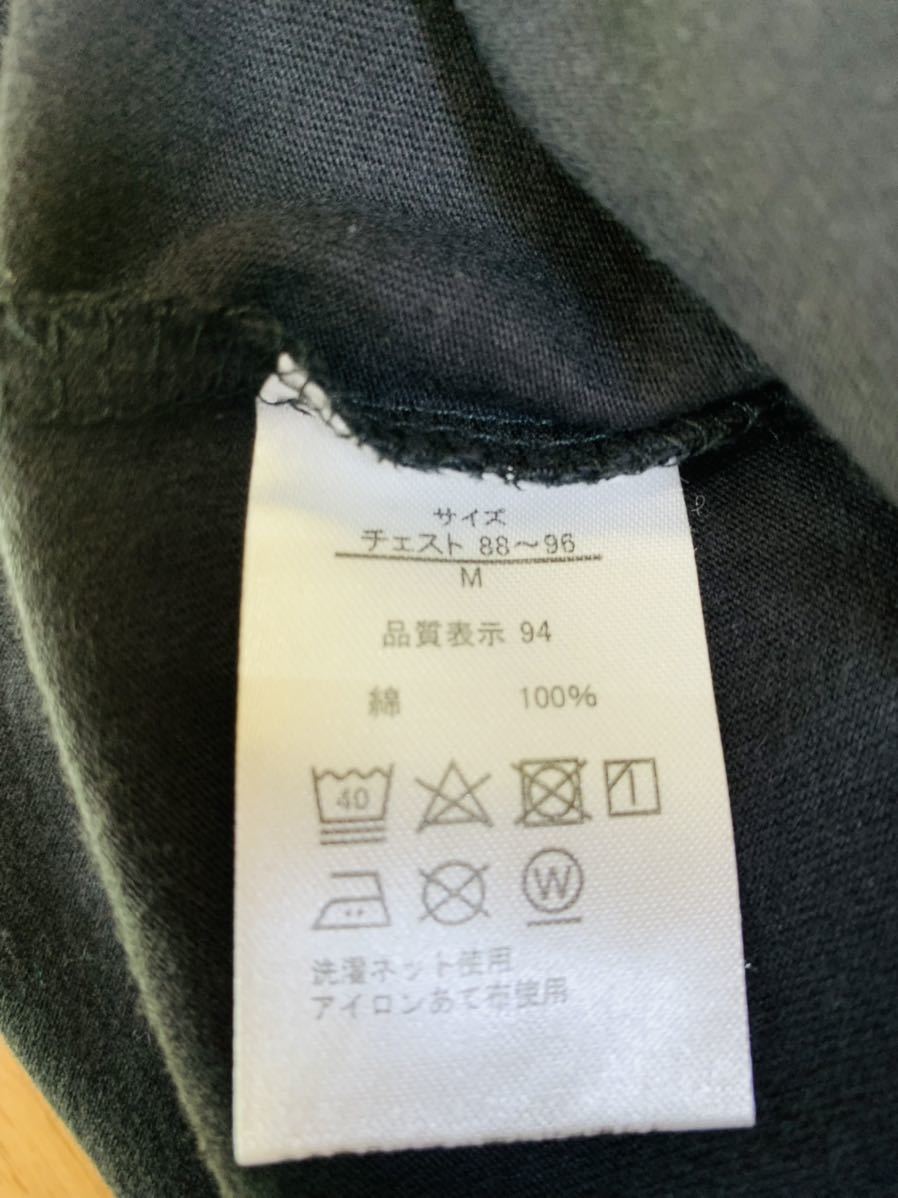 サイズ
チェスト 88～96
M
品質表示 94
綿 100%
40
W
洗濯ネット使用
アイロンあて布使用